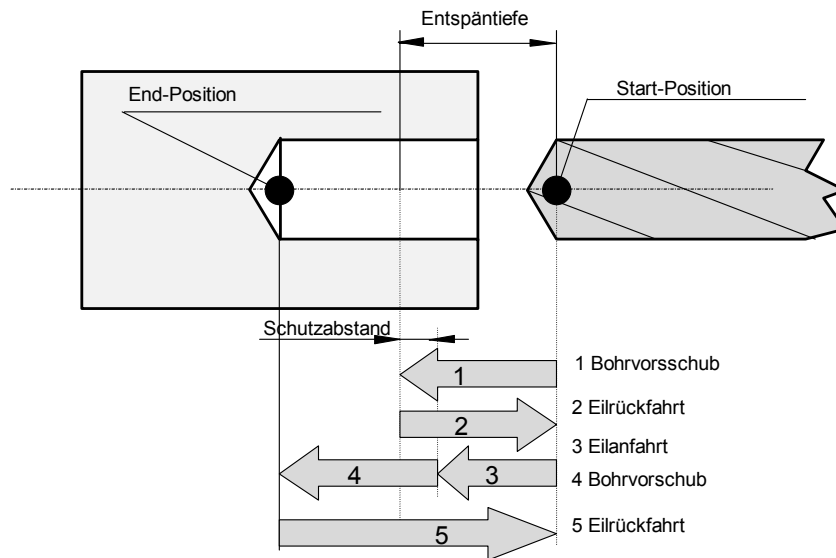 Entspäntiefe
End-Position
Start-Position
Schutzabstand
1
1 Bohrvorsschub
2
2 Eilrückfahrt
3 Eilanfahrt
4
3
4 Bohrvorschub
5
5 Eilrückfahrt